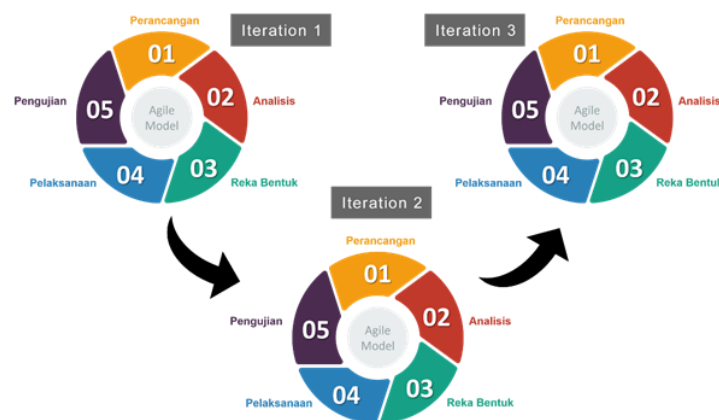 Perancangan
Iteration 1
01
02
Analisis
03
Reka Bentuk
04
Pelaksanaan
05
Pengujian
Agile
Model
Iteration 2
Perancangan
01
02
Analisis
03
Reka Bentuk
04
Pelaksanaan
05
Pengujian
Agile
Model
Iteration 3
Perancangan
01
02
Analisis
03
Reka Bentuk
04
Pelaksanaan
05
Pengujian
Agile
Model